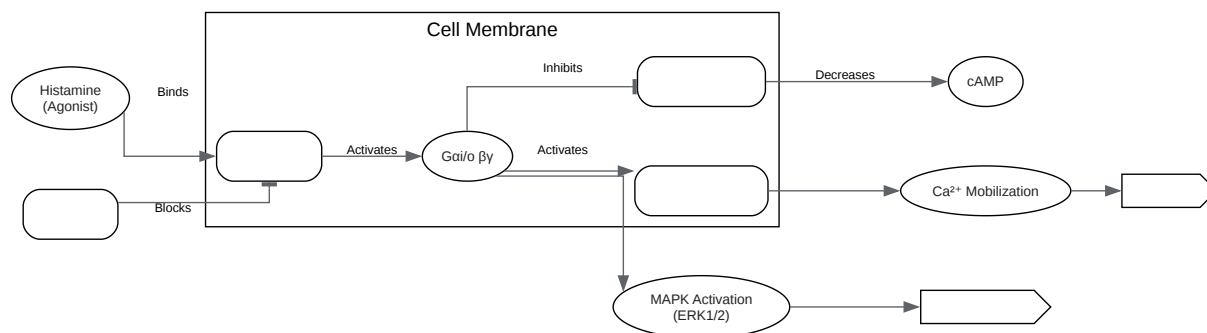 Cell Membrane
Histamine
(Agonist)
Binds
Inhibits
Decreases
cAMP
Activates
Gαi/o βγ
Activates
Blocks
Ca²⁺ Mobilization
MAPK Activation
(ERK1/2)